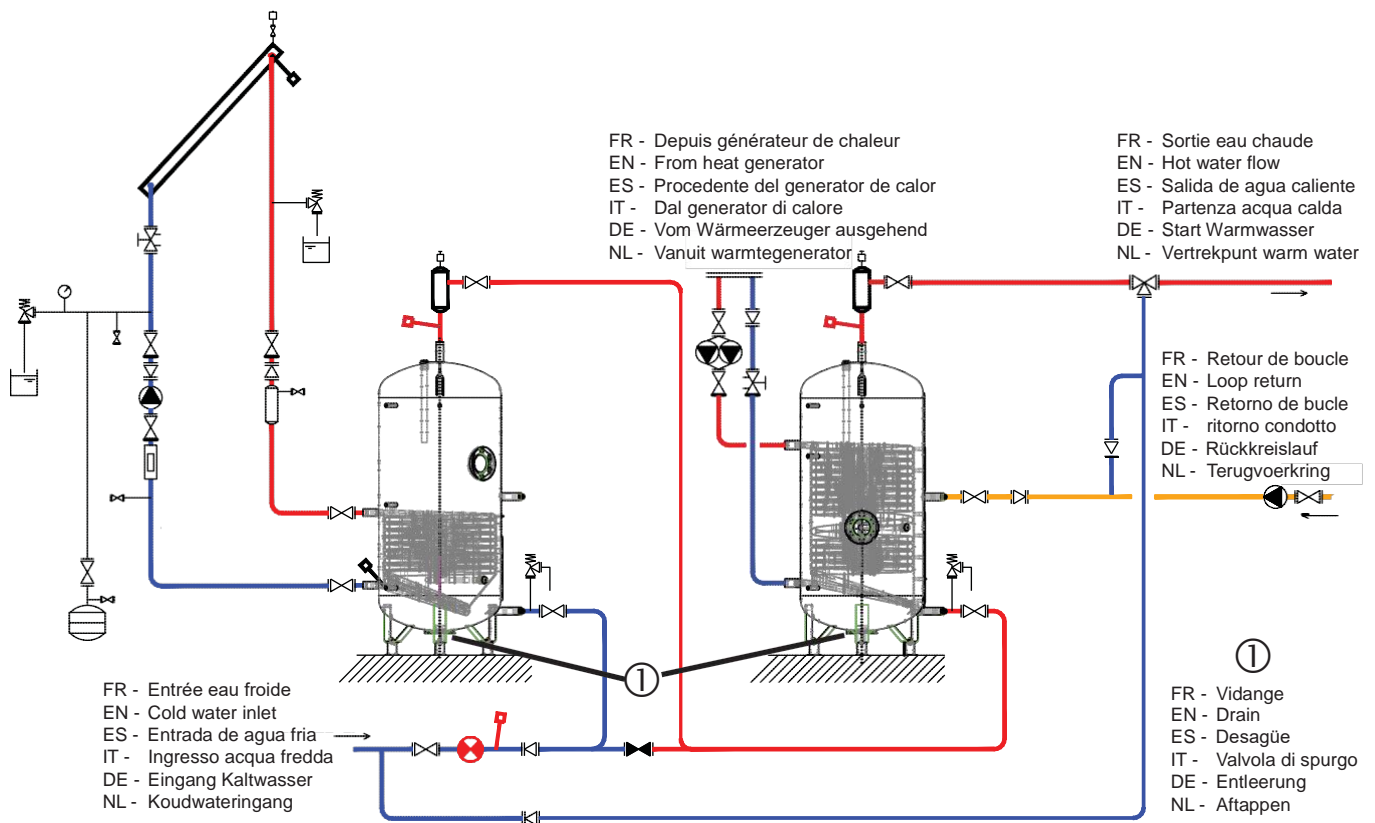 FR - Depuis générateur de chaleur
EN - From heat generator
ES - Procedente del generator de calor
IT - Dal generator di calore
DE - Vom Wärmeerzeuger ausgehend
NL - Vanuit warmtegenerator
FR - Sortie eau chaude
EN - Hot water flow
ES - Salida de agua caliente
IT - Partenza acqua calda
DE - Start Warmwasser
NL - Vertrekpunt warm water
FR - Retour de boucle
EN - Loop return
ES - Retorno de bucle
IT - ritorno condotto
DE - Rückkreislauf
NL - Terugvoerkring
①
FR - Entrée eau froide
EN - Cold water inlet
ES - Entrada de agua fria
IT - Ingresso acqua fredda
DE - Eingang Kaltwasser
NL - Koudwateringang
①
FR - Vidange
EN - Drain
ES - Desagüe
IT - Valvola di spurgo
DE - Entleerung
NL - Aftappen